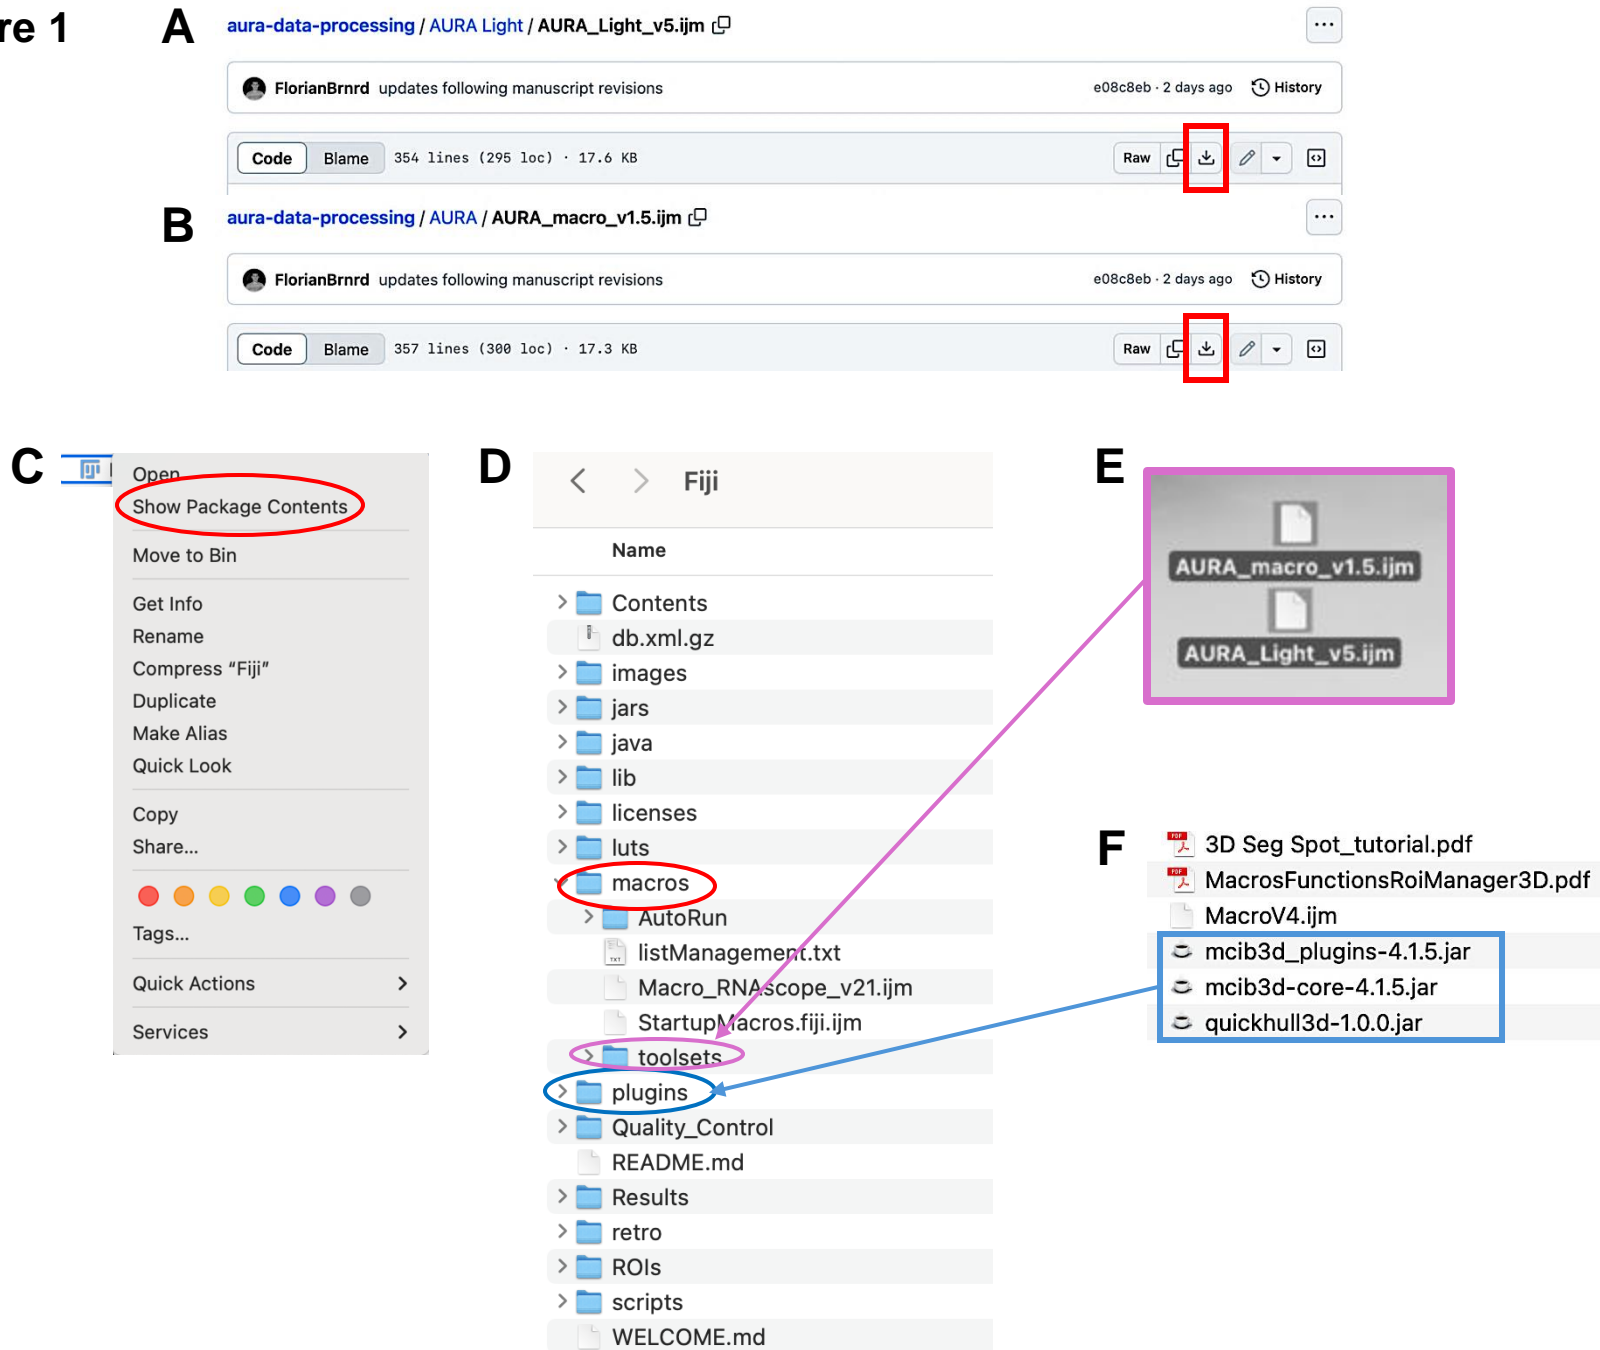 re 1
A
aura-data-processing / AURA Light / AURA_Light_v5.ijm
FlorianBrnrd updates following manuscript revisions
e08c8eb · 2 days ago
History
Code
Blame
354 lines (295 loc) · 17.6 KB
Raw
B
aura-data-processing / AURA / AURA_macro_v1.5.ijm
FlorianBrnrd updates following manuscript revisions
e08c8eb · 2 days ago
History
Code
Blame
357 lines (300 loc) · 17.3 KB
Raw
C
Open
Show Package Contents
Move to Bin
Get Info
Rename
Compress “Fiji”
Duplicate
Make Alias
Quick Look
Copy
Share...
Tags...
Quick Actions
Services
D
Fiji
Name
Contents
db.xml.gz
images
jars
java
lib
licenses
luts
macros
AutoRun
listManagement.txt
Macro_RNAscope_v21.ijm
StartupMacros.fiji.ijm
toolsets
plugins
Quality_Control
README.md
Results
retro
ROIs
scripts
WELCOME.md
E
AURA_macro_v1.5.ijm
AURA_Light_v5.ijm
F
3D Seg Spot_tutorial.pdf
MacrosFunctionsRoiManager3D.pdf
MacroV4.ijm
mcib3d_plugins-4.1.5.jar
mcib3d-core-4.1.5.jar
quickhull3d-1.0.0.jar